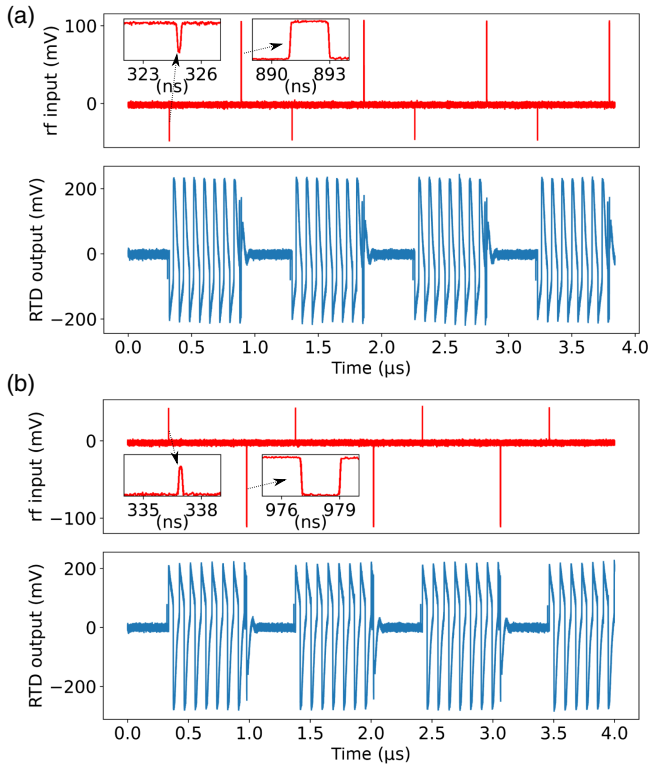 (a)
rf input (mV)
100
0
323 326
(ns)
890 893
(ns)
RTD output (mV)
200
0
−200
0.0 0.5 1.0 1.5 2.0 2.5 3.0 3.5 4.0
Time (μs)
(b)
rf input (mV)
0
−100
335 338
(ns)
976 979
(ns)
RTD output (mV)
200
0
−200
0.0 0.5 1.0 1.5 2.0 2.5 3.0 3.5 4.0
Time (μs)